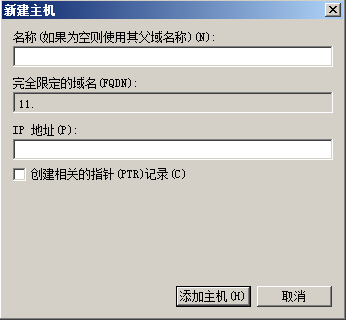 新建主机
名称(如果为空则使用其父域名称)(N):
完全限定的域名(FQDN):
11.
IP 地址(P):
创建相关的指针(PTR)记录(C)
添加主机(H) 取消